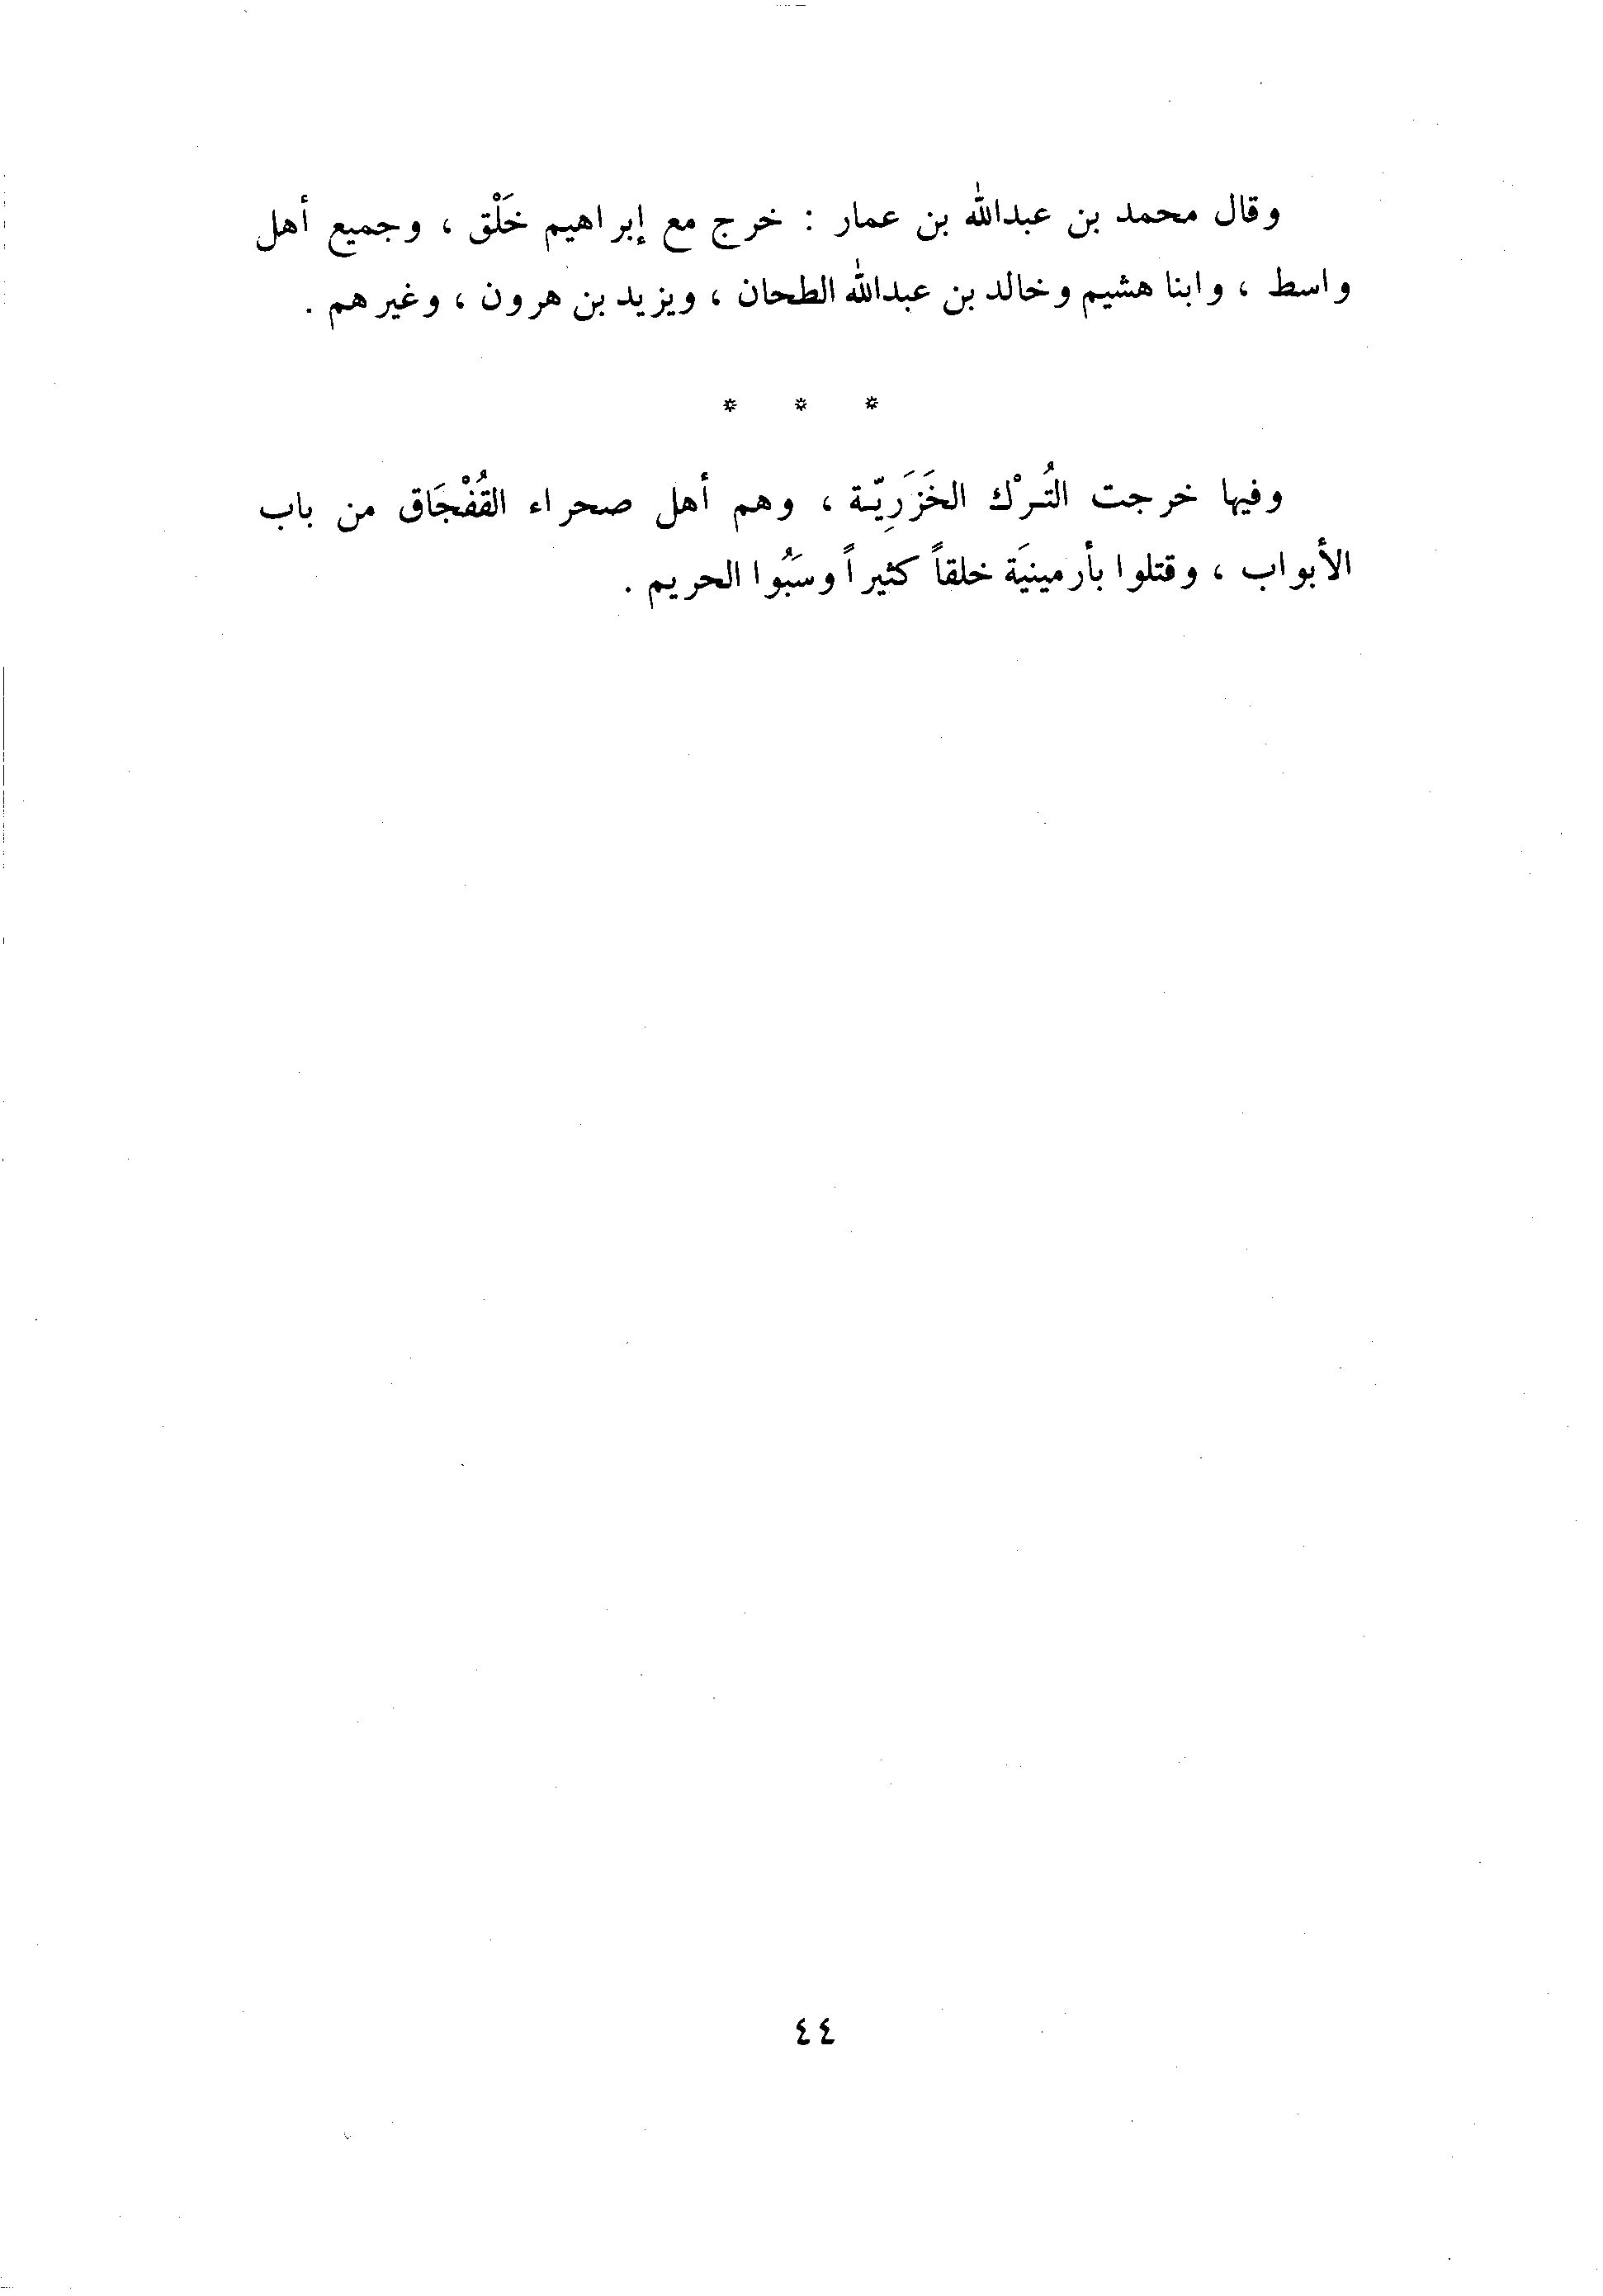 وقال محمد بن عبدالله بن عمار : خرج مع إبراهيم خَلْق ، وجميع أهل
واسط ، وابنا هشيم وخالد بن عبدالله الطحان ، ويزيد بن هرون ، وغيرهم .
* * *
وفيها خرجت التُرْك الخَزَرِيّة ، وهم أهل صحراء القُفْجَاق من باب
الأبواب ، وقتلوا بأرمينيَة خلقاً كثيراً وسَبُوا الحريم .
٤٤